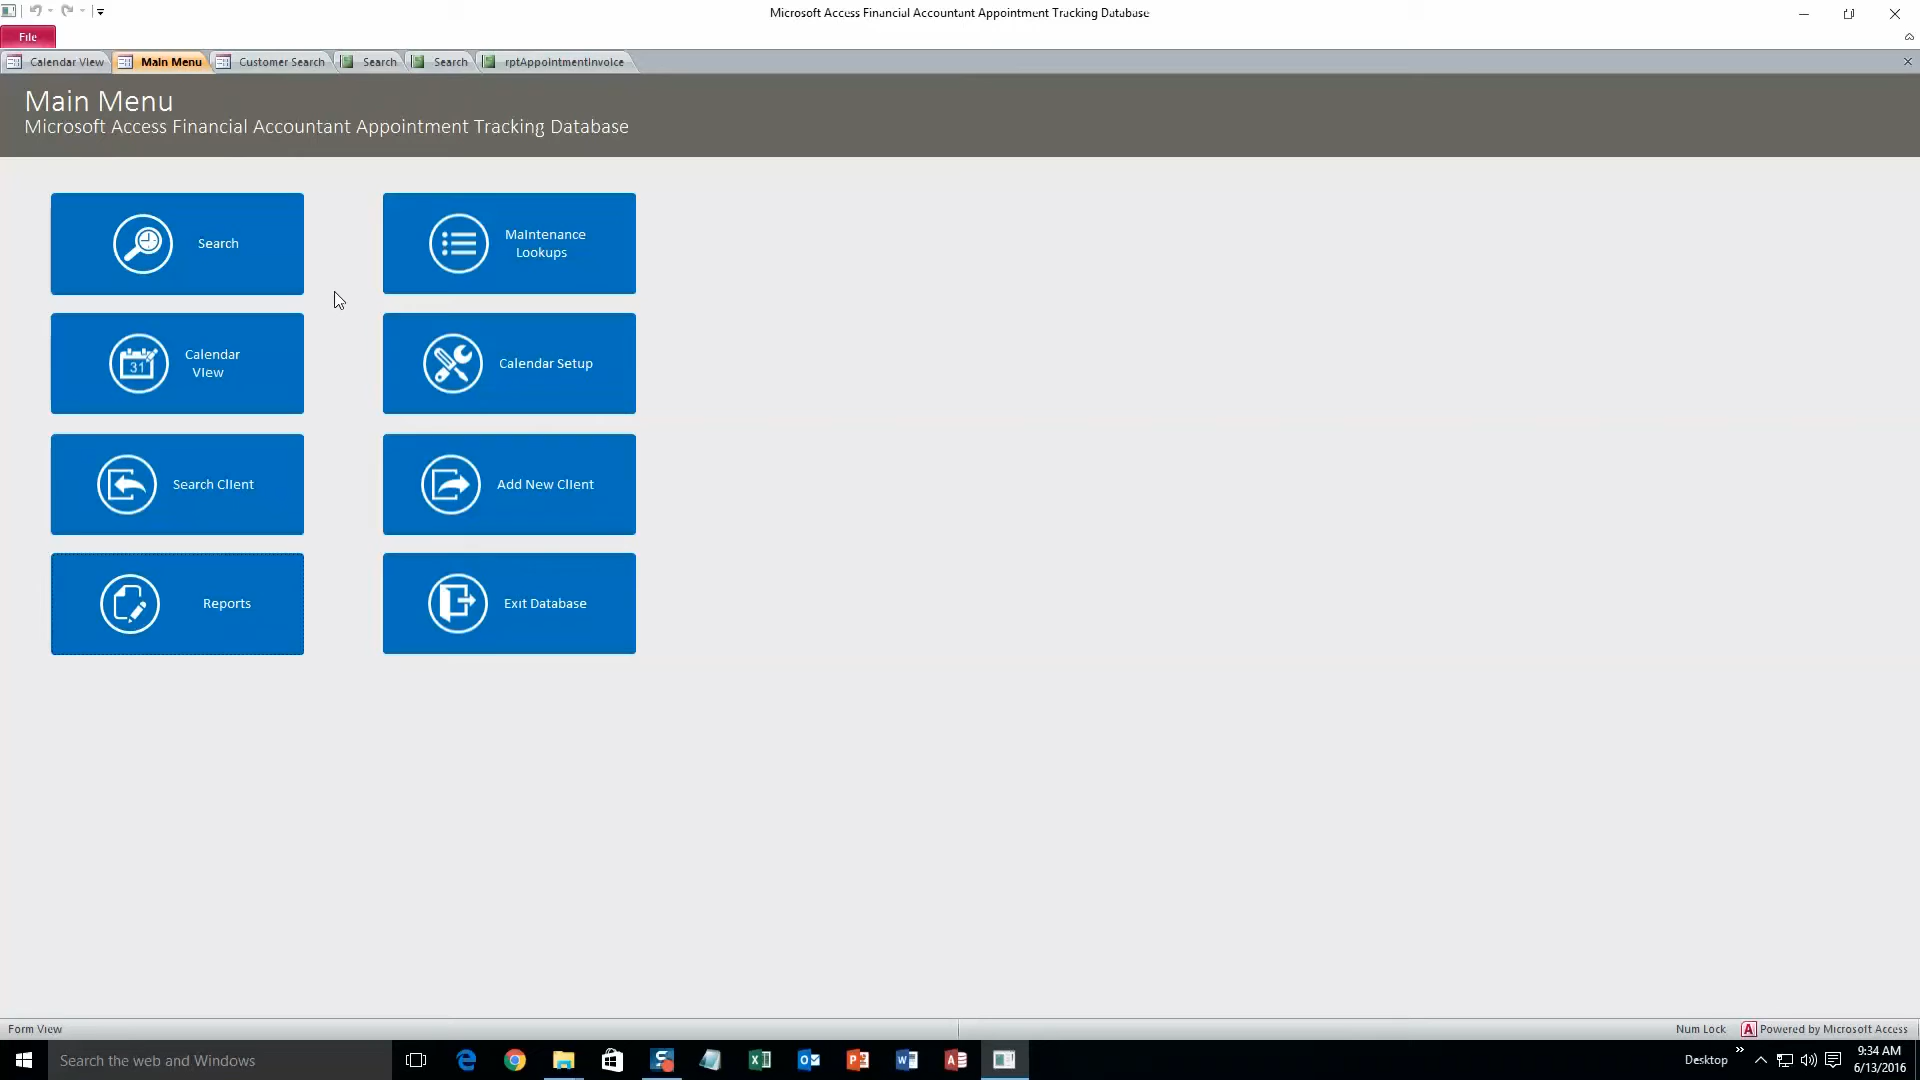 Microsoft Access Financial Accountant Appointment Tracking Database
File
Calendar View
Main Menu
Customer Search
Search
Search
rptAppointmentInvoice
Main Menu
Microsoft Access Financial Accountant Appointment Tracking Database
Search
Maintenance
Lookups
Calendar
View
31
Calendar Setup
Search Client
Add New Client
Reports
Exit Database
Form View
Num Lock
A
Powered by Microsoft Access
Search the web and Windows
Desktop
9:34 AM
6/13/2016